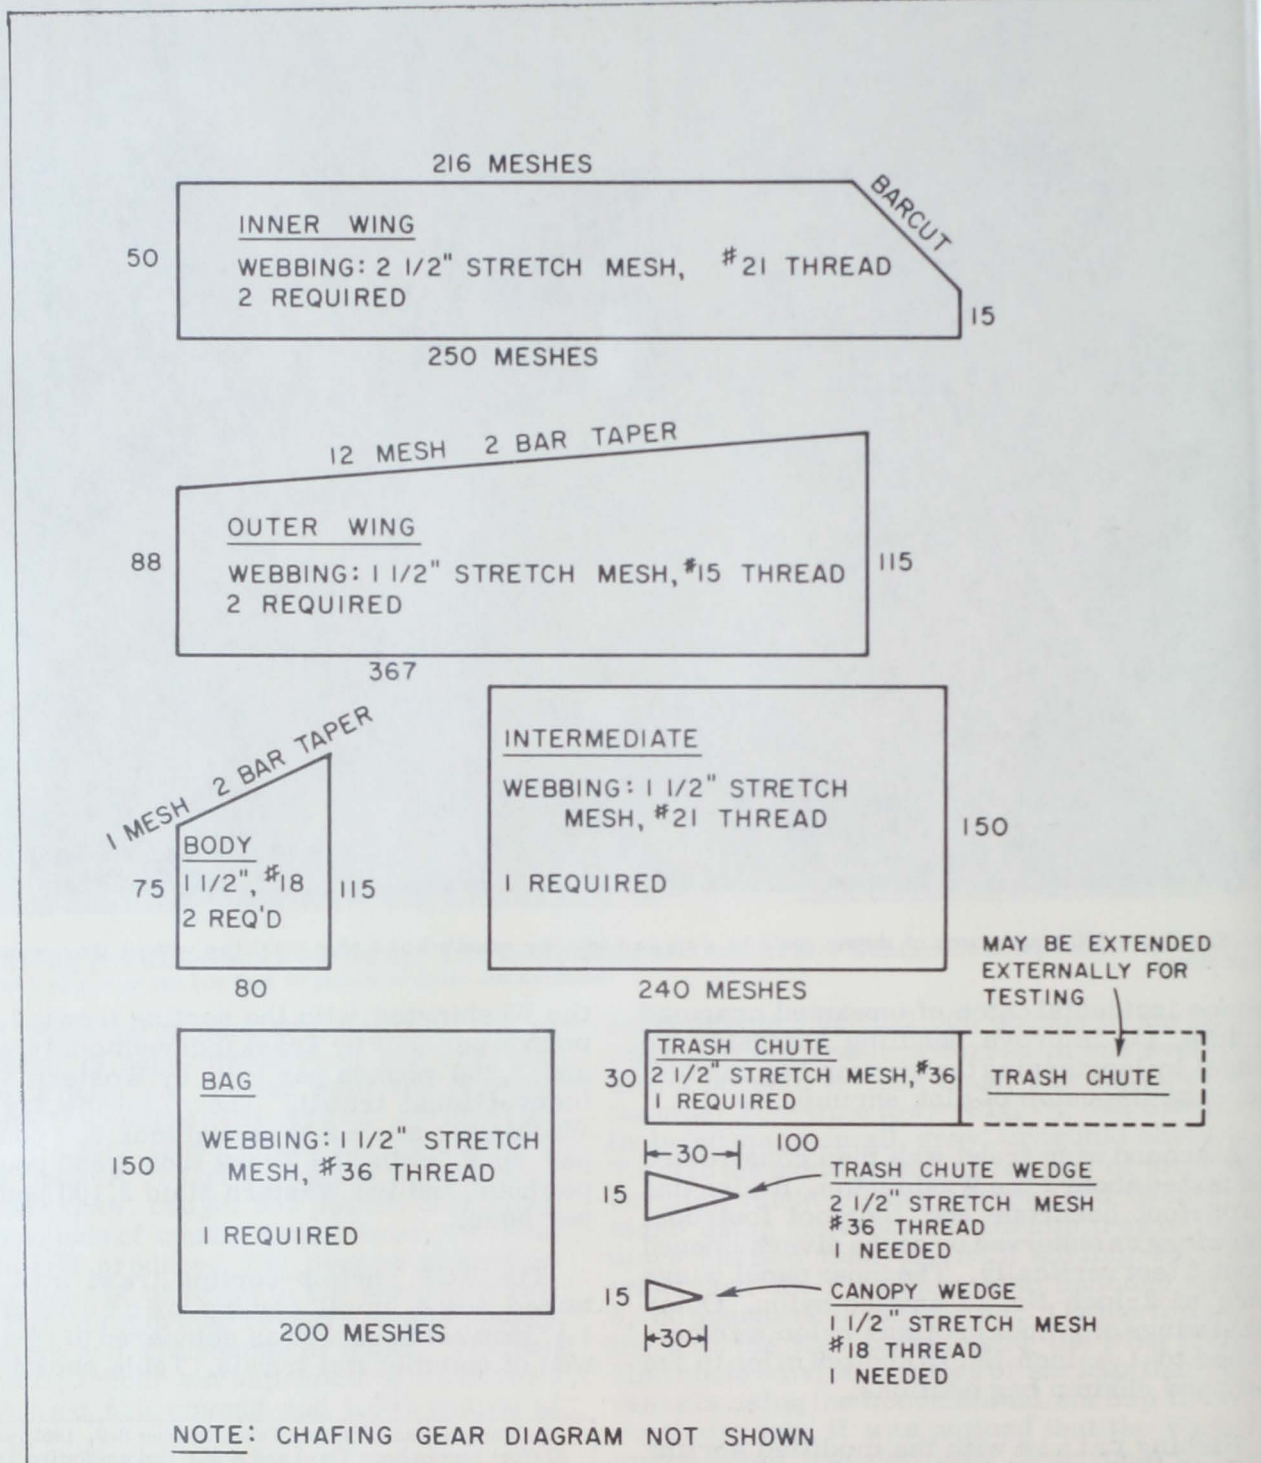 216 MESHES
BARCUT
INNER WING
50
WEBBING: 2 1/2" STRETCH MESH, #21 THREAD
2 REQUIRED
15
250 MESHES
12 MESH 2 BAR TAPER
OUTER WING
88
WEBBING: 1 1/2" STRETCH MESH, #15 THREAD
115
2 REQUIRED
367
1 MESH 2 BAR TAPER
BODY
75
1 1/2", #18
115
2 REQ'D
80
INTERMEDIATE
WEBBING: 1 1/2" STRETCH
MESH, #21 THREAD
150
1 REQUIRED
240 MESHES
MAY BE EXTENDED
EXTERNALLY FOR
TESTING
BAG
WEBBING: 1 1/2" STRETCH
150
MESH, #36 THREAD
1 REQUIRED
200 MESHES
TRASH CHUTE
30
2 1/2" STRETCH MESH, #36
1 REQUIRED
TRASH CHUTE
100
30
15
TRASH CHUTE WEDGE
2 1/2" STRETCH MESH
#36 THREAD
1 NEEDED
15
30
CANOPY WEDGE
1 1/2" STRETCH MESH
#18 THREAD
1 NEEDED
NOTE: CHAFING GEAR DIAGRAM NOT SHOWN